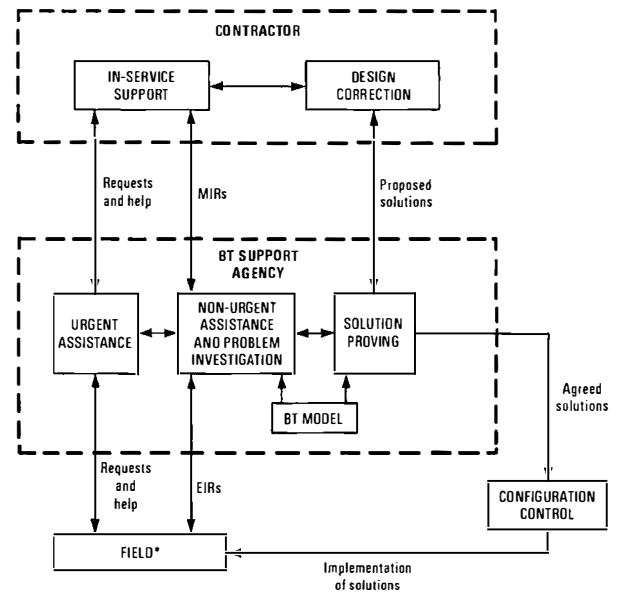 CONTRACTOR
IN-SERVICE
SUPPORT
DESIGN
CORRECTION
Requests
and help
MIRs
Proposed
solutions
BT SUPPORT
AGENCY
URGENT
ASSISTANCE
NON-URGENT
ASSISTANCE
AND PROBLEM
INVESTIGATION
SOLUTION
PROVING
BT MODEL
Agreed
solutions
Requests
and
help
EIRs
CONFIGURATION
CONTROL
FIELD*
Implementation
of solutions